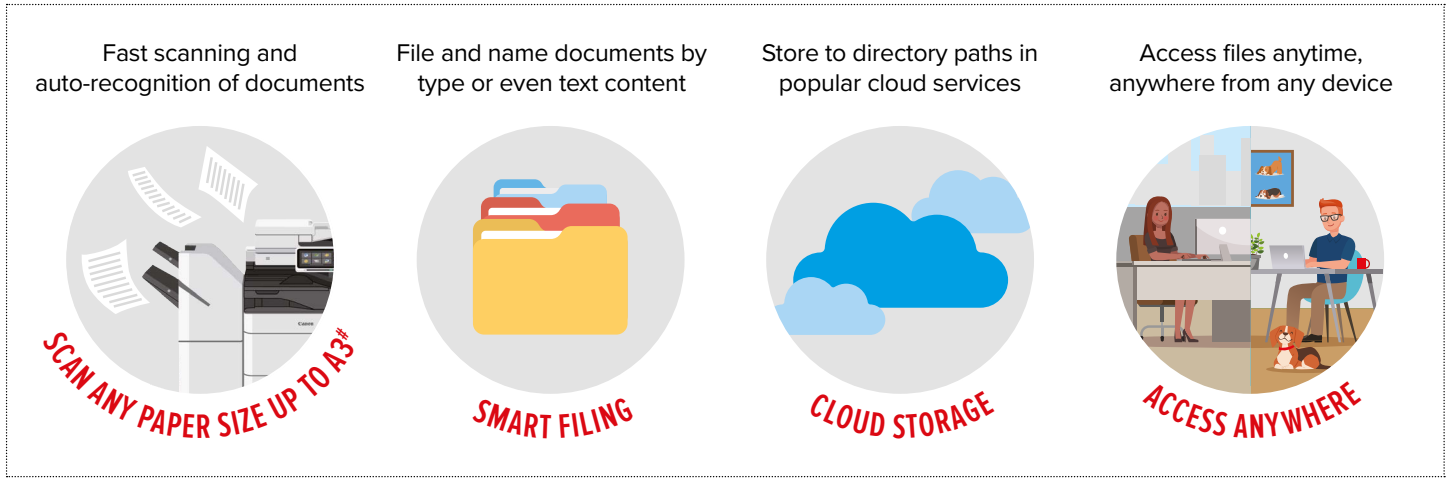 Fast scanning and
auto-recognition of documents
File and name documents by
type or even text content
Store to directory paths in
popular cloud services
Access files anytime,
anywhere from any device
Canon
SCAN ANY PAPER SIZE UP TO A3#
SMART FILING
CLOUD STORAGE
ACCESS ANYWHERE